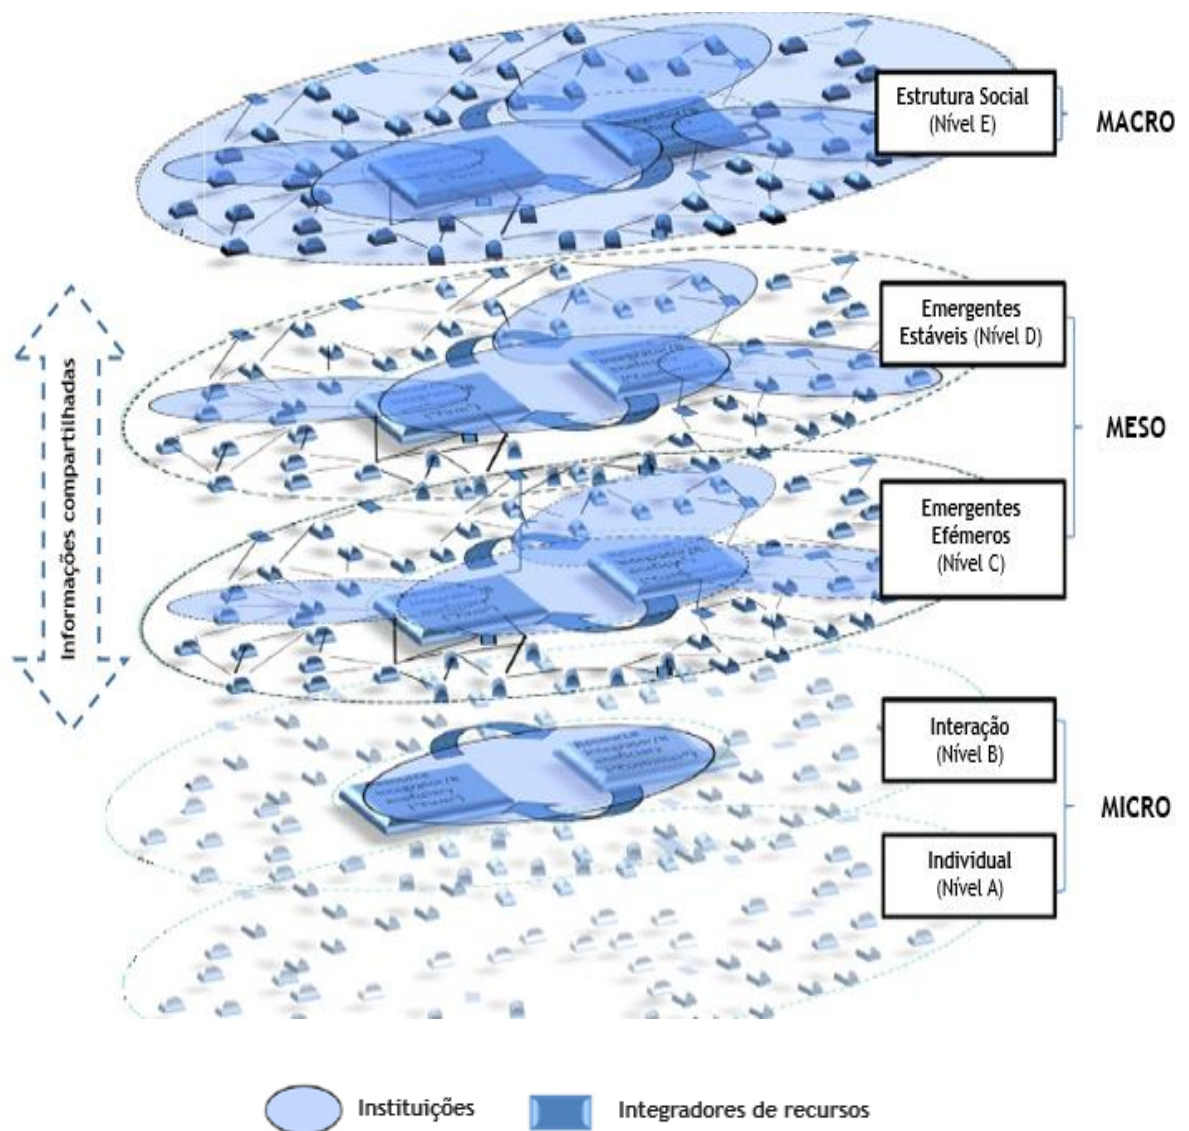 Estrutura Social
(Nível E)
MACRO
Emergentes
Estáveis (Nível D)
MESO
Informações compartilhadas
Emergentes
Efémeros
(Nível C)
Interação
(Nível B)
MICRO
Individual
(Nível A)
Instituições
Integradores de recursos